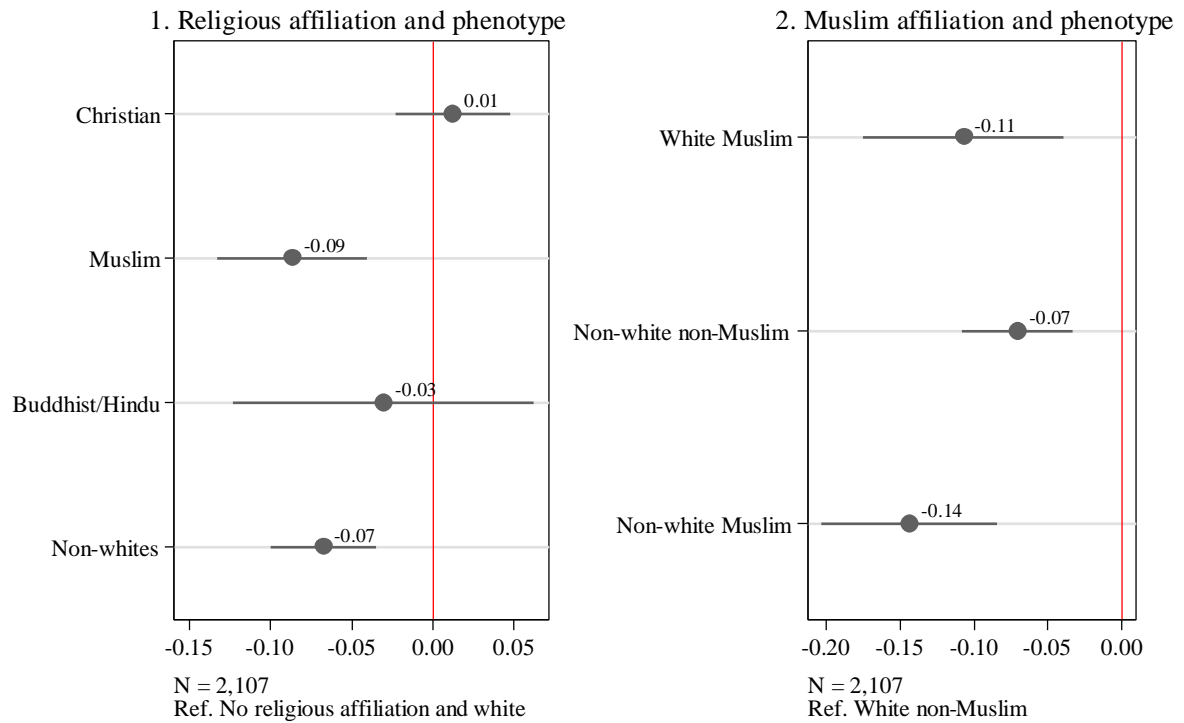 1. Religious affiliation and phenotype
Christian
0.01
Muslim
-0.09
Buddhist/Hindu
-0.03
Non-whites
-0.07
-0.15 -0.10 -0.05 0.00 0.05
N = 2,107
Ref. No religious affiliation and white
2. Muslim affiliation and phenotype
White Muslim
-0.11
Non-white non-Muslim
-0.07
Non-white Muslim
-0.14
-0.20 -0.15 -0.10 -0.05 0.00
N = 2,107
Ref. White non-Muslim